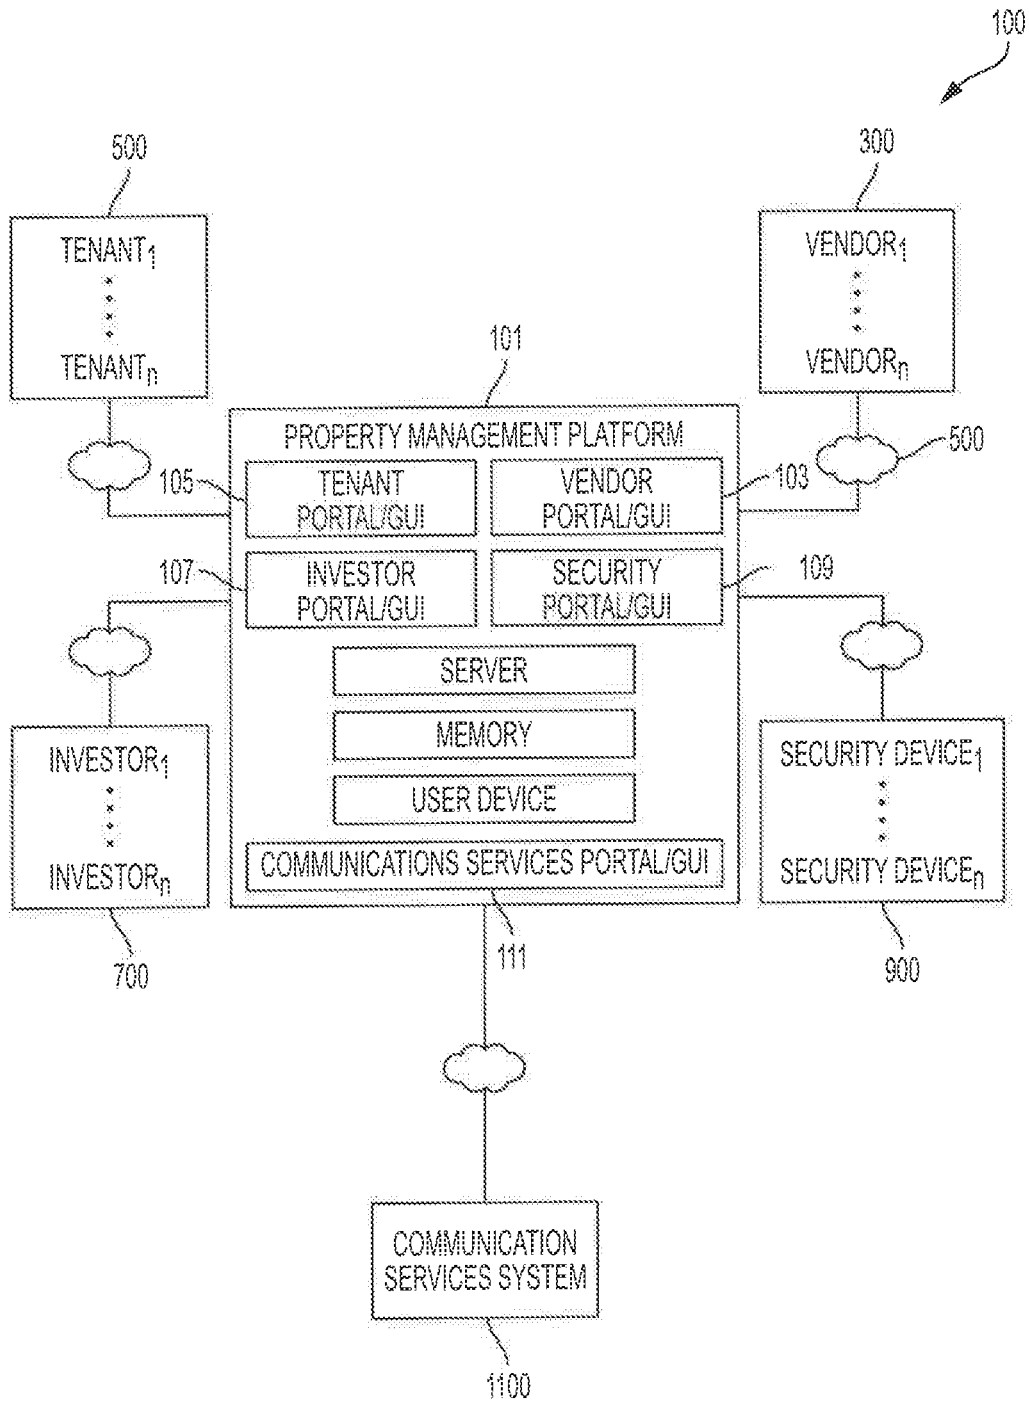 100
500
300
TENANT1
TENANTn
VENDOR1
VENDORn
101
500
PROPERTY MANAGEMENT PLATFORM
105
TENANT
PORTAL/GUI
VENDOR
PORTAL/GUI
103
107
INVESTOR
PORTAL/GUI
SECURITY
PORTAL/GUI
109
SERVER
MEMORY
USER DEVICE
COMMUNICATIONS SERVICES PORTAL/GUI
INVESTOR1
INVESTORn
SECURITY DEVICE1
SECURITY DEVICEn
700
111
900
COMMUNICATION
SERVICES SYSTEM
1100